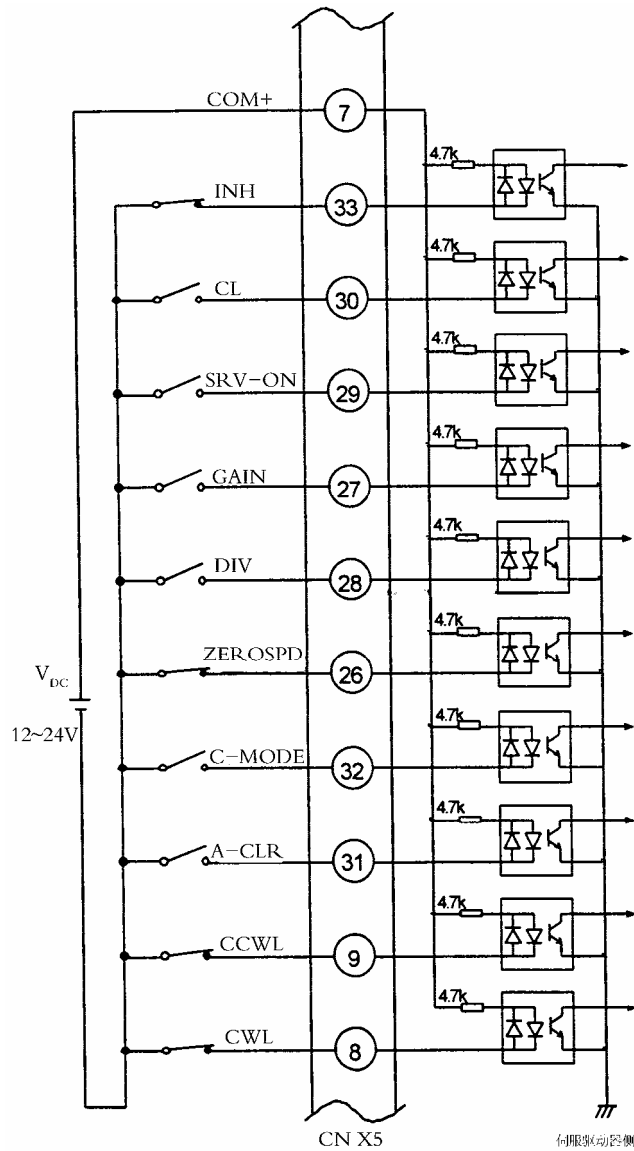 COM+
7
4.7k
INH
33
4.7k
CL
30
4.7k
SRV-ON
29
4.7k
GAIN
27
4.7k
DIV
28
4.7k
ZEROSPD
26
V DC
4.7k
12~24V
C-MODE
32
4.7k
A-CLR
31
4.7k
CCWL
9
4.7k
CWL
8
CN X5
伺服驱动器侧